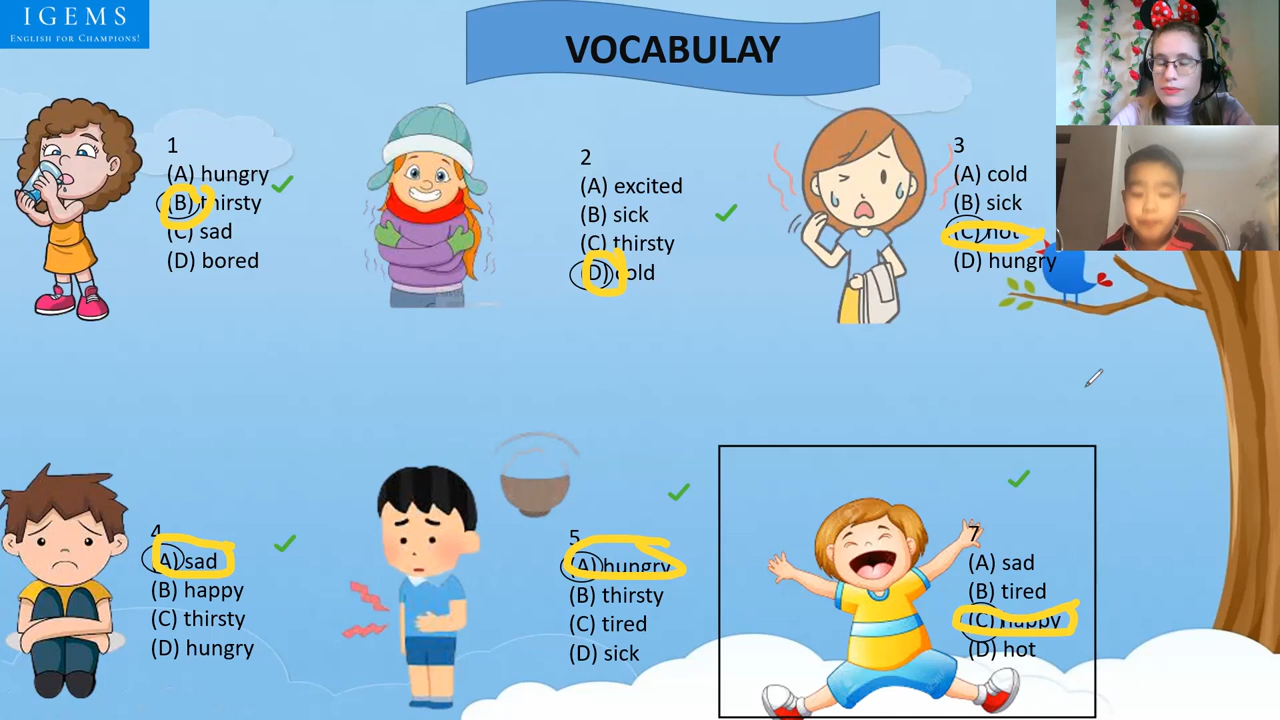 IGEMS
ENGLISH FOR CHAMPIONS!
VOCABULAY
1
(A) hungry
(B) thirsty
(C) sad
(D) bored
2
(A) excited
(B) sick
(C) thirsty
(D) cold
3
(A) cold
(B) sick
(C) hot
(D) hungry
4
(A) sad
(B) happy
(C) thirsty
(D) hungry
5
(A) hungry
(B) thirsty
(C) tired
(D) sick
7
(A) sad
(B) tired
(C) happy
(D) hot